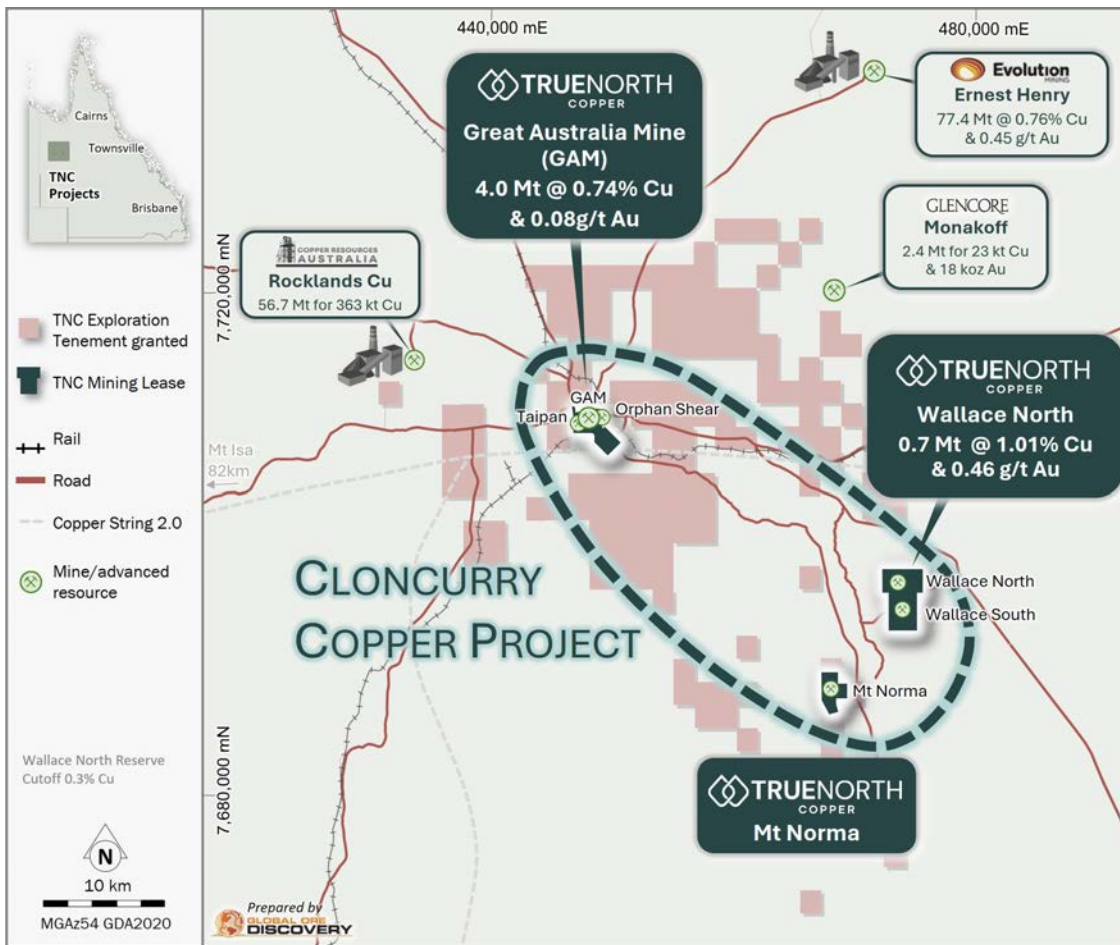 Cairns
Townsville
TNC
Projects
Brisbane
TNC Exploration
Tenement granted
TNC Mining Lease
Rail
Road
Copper String 2.0
Mine/advanced
resource
Wallace North Reserve
Cutoff 0.3% Cu
N
10 km
MGAz54 GDA2020
440,000 mE
480,000 mE
7,720,000 mN
7,680,000 mN
TRUENORTH
COPPER
Great Australia Mine
(GAM)
4.0 Mt @ 0.74% Cu
& 0.08g/t Au
Evolution
MINING
Ernest Henry
77.4 Mt @ 0.76% Cu
& 0.45 g/t Au
GLENCORE
Monakoff
2.4 Mt for 23 kt Cu
& 18 koz Au
COPPER RESOURCES
AUSTRALIA
Rocklands Cu
56.7 Mt for 363 kt Cu
TRUENORTH
COPPER
Wallace North
0.7 Mt @ 1.01% Cu
& 0.46 g/t Au
GAM
Taipan
Orphan Shear
Mt Isa
82km
CLONCURRY
COPPER PROJECT
Wallace North
Wallace South
Mt Norma
TRUENORTH
COPPER
Mt Norma
Prepared by
GLOBAL ORE
DISCOVERY